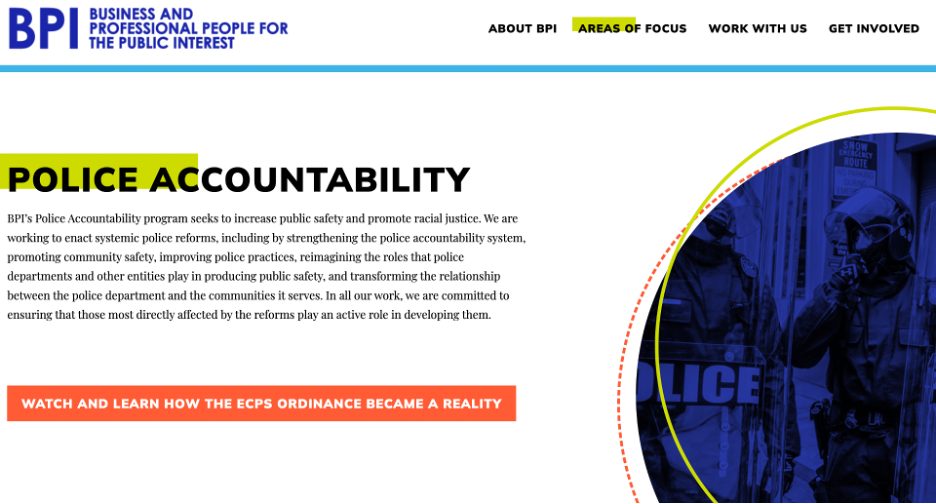 BPI
BUSINESS AND
PROFESSIONAL PEOPLE FOR
THE PUBLIC INTEREST
ABOUT BPI
AREAS OF FOCUS
WORK WITH US
GET INVOLVED
POLICE ACCOUNTABILITY
BPI's Police Accountability program seeks to increase public safety and promote racial justice. We are
working to enact systemic police reforms, including by strengthening the police accountability system,
promoting community safety, improving police practices, reimagining the roles that police
departments and other entities play in producing public safety, and transforming the relationship
between the police department and the communities it serves. In all our work, we are committed to
ensuring that those most directly affected by the reforms play an active role in developing them.
WATCH AND LEARN HOW THE ECPS ORDINANCE BECAME A REALITY
SNOW
EMERGENCY
ROUTE
OLICE